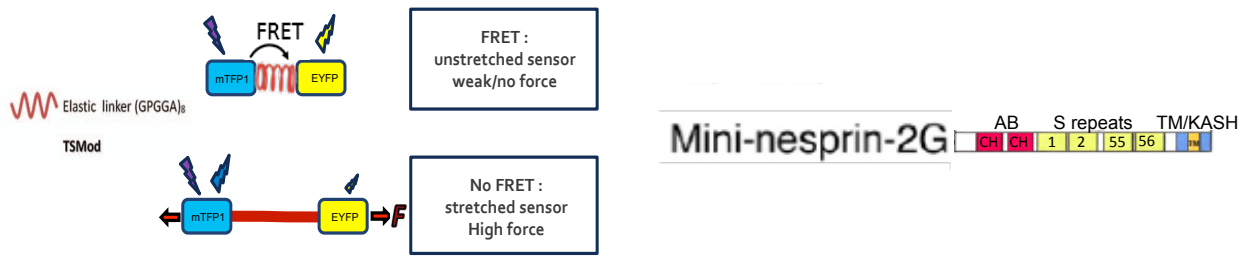 FRET
mTFP1
EYFP
FRET :
unstretched sensor
weak/no force
Elastic linker (GPGGA)₈
TSMod
mTFP1
EYFP
F
No FRET :
stretched sensor
High force
Mini-nesprin-2G
AB S repeats TM/KASH
CH CH 1 2 55 56 TM